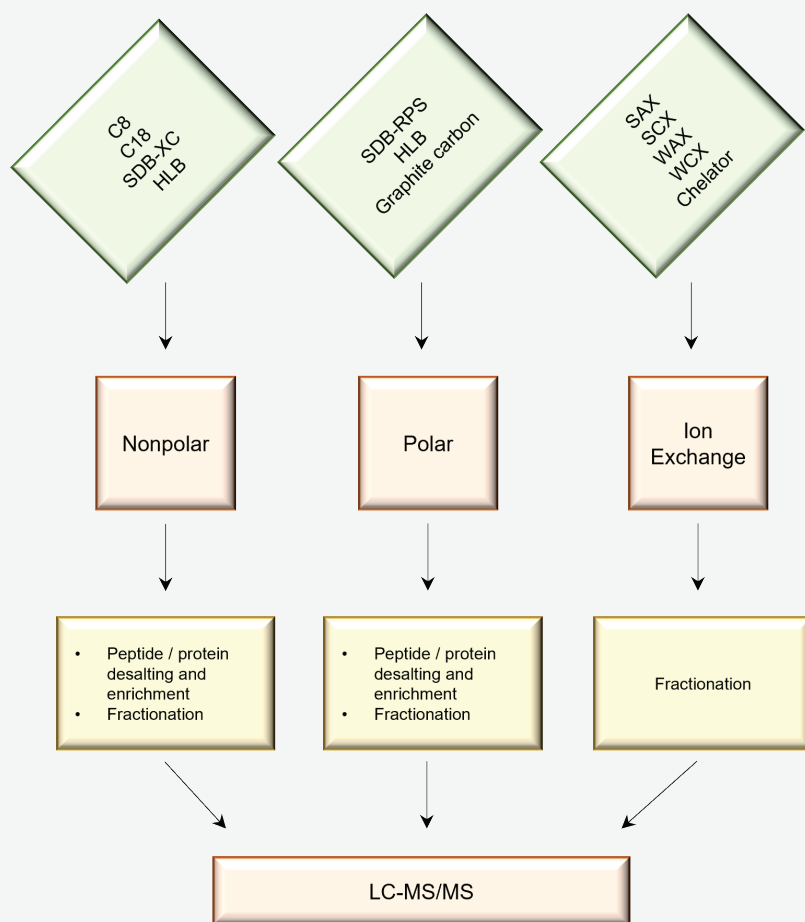 C8
C18
SDB-XC
HLB
SDB-RPS
HLB
Graphite carbon
SAX
SCX
WAX
WCX
Chelator
Nonpolar
Polar
Ion
Exchange
• Peptide / protein
desalting and
enrichment
• Fractionation
• Peptide / protein
desalting and
enrichment
• Fractionation
Fractionation
LC-MS/MS